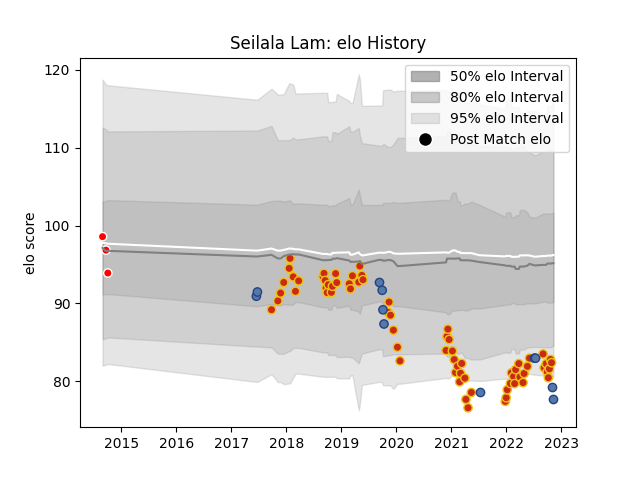 Seilala Lam: elo History
120
110
100
90
80
elo score
50% elo Interval
80% elo Interval
95% elo Interval
Post Match elo
2015 2016 2017 2018 2019 2020 2021 2022 2023